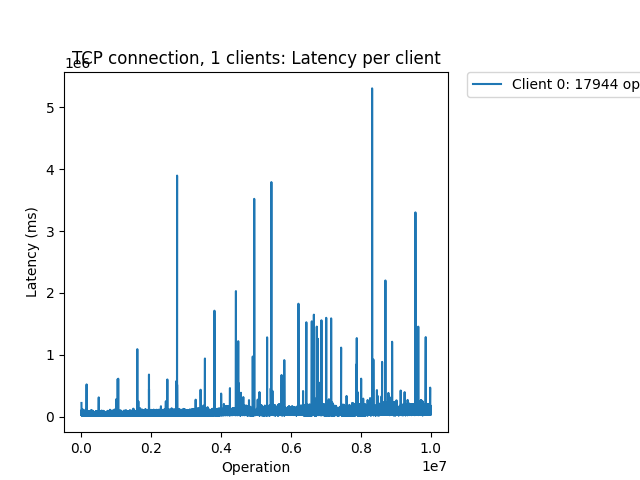 TCP connection, 1 clients: Latency per client
1e6
Client 0: 17944 op
5
4
3
2
1
0
Latency (ms)
0.0 0.2 0.4 0.6 0.8 1.0
1e7
Operation